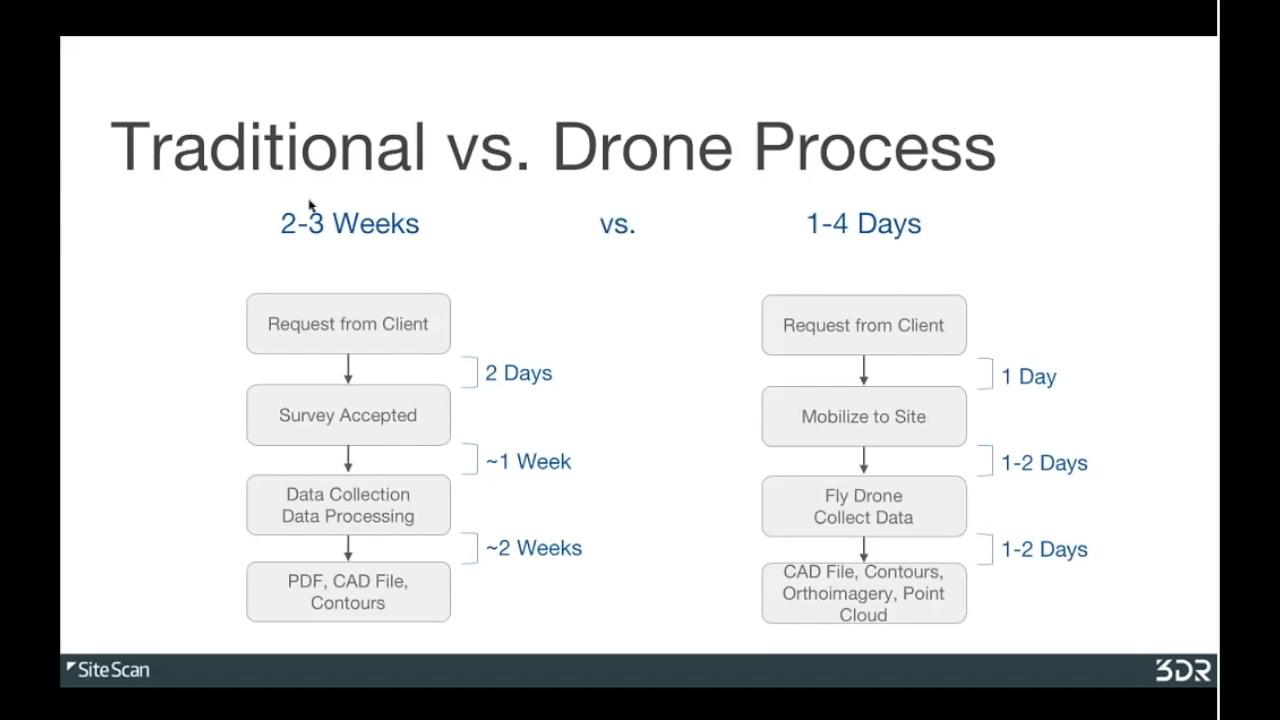 Traditional vs. Drone Process
2-3 Weeks
vs.
1-4 Days
Request from Client
2 Days
Survey Accepted
~1 Week
Data Collection
Data Processing
~2 Weeks
PDF, CAD File,
Contours
Request from Client
1 Day
Mobilize to Site
1-2 Days
Fly Drone
Collect Data
1-2 Days
CAD File, Contours,
Orthoimagery, Point
Cloud
SiteScan
3DR